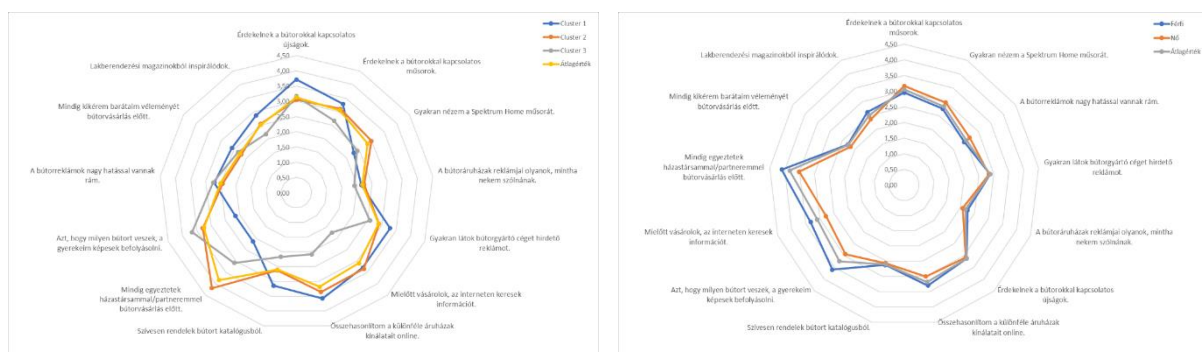 Cluster 1
Cluster 2
Cluster 3
Átlagérték
Érdekelnek a bútorokkal kapcsolatos
újságok.
Érdekelnek a bútorokkal kapcsolatos
műsorok.
Gyakran nézem a Spektrum Home műsorát.
A bútoráruházak reklámjai olyanok, mintha
nekem szólnának.
Gyakran látok bútorgyártó céget hirdető
reklámot.
Mielőtt vásárolok, az interneten keresek
információt.
Összehasonlítom a különféle áruházak
kínálatait online.
Szívesen rendelek bútort katalógusból.
Mindig egyeztetek
házastársammal/partneremmel
bútorvásárlás előtt.
Azt, hogy milyen bútort veszek, a
gyerekeim képesek befolyásolni.
A bútorreklámok nagy hatással vannak
rám.
Mindig kikérem barátaim véleményét
bútorvásárlás előtt.
Lakberendezési magazinokból inspirálódok.
4,50
4,00
3,50
3,00
2,50
2,00
1,50
1,00
0,50
0,00
Férfi
Nő
Átlagérték
Érdekelnek a bútorokkal kapcsolatos
műsorok.
Gyakran nézem a Spektrum Home műsorát.
A bútorreklámok nagy hatással vannak rám.
Gyakran látok bútorgyártó céget hirdető
reklámot.
A bútoráruházak reklámjai olyanok, mintha
nekem szólnának.
Érdekelnek a bútorokkal kapcsolatos
újságok.
Összehasonlítom a különféle áruházak
kínálatait online.
Szívesen rendelek bútort katalógusból.
Azt, hogy milyen bútort veszek, a gyerekeim
képesek befolyásolni.
Mielőtt vásárolok, az interneten keresek
információt.
Mindig egyeztetek
házastársammal/partneremmel
bútorvásárlás előtt.
Mindig kikérem barátaim véleményét
bútorvásárlás előtt.
Lakberendezési magazinokból inspirálódok.
4,50
4,00
3,50
3,00
2,50
2,00
1,50
1,00
0,50
0,00